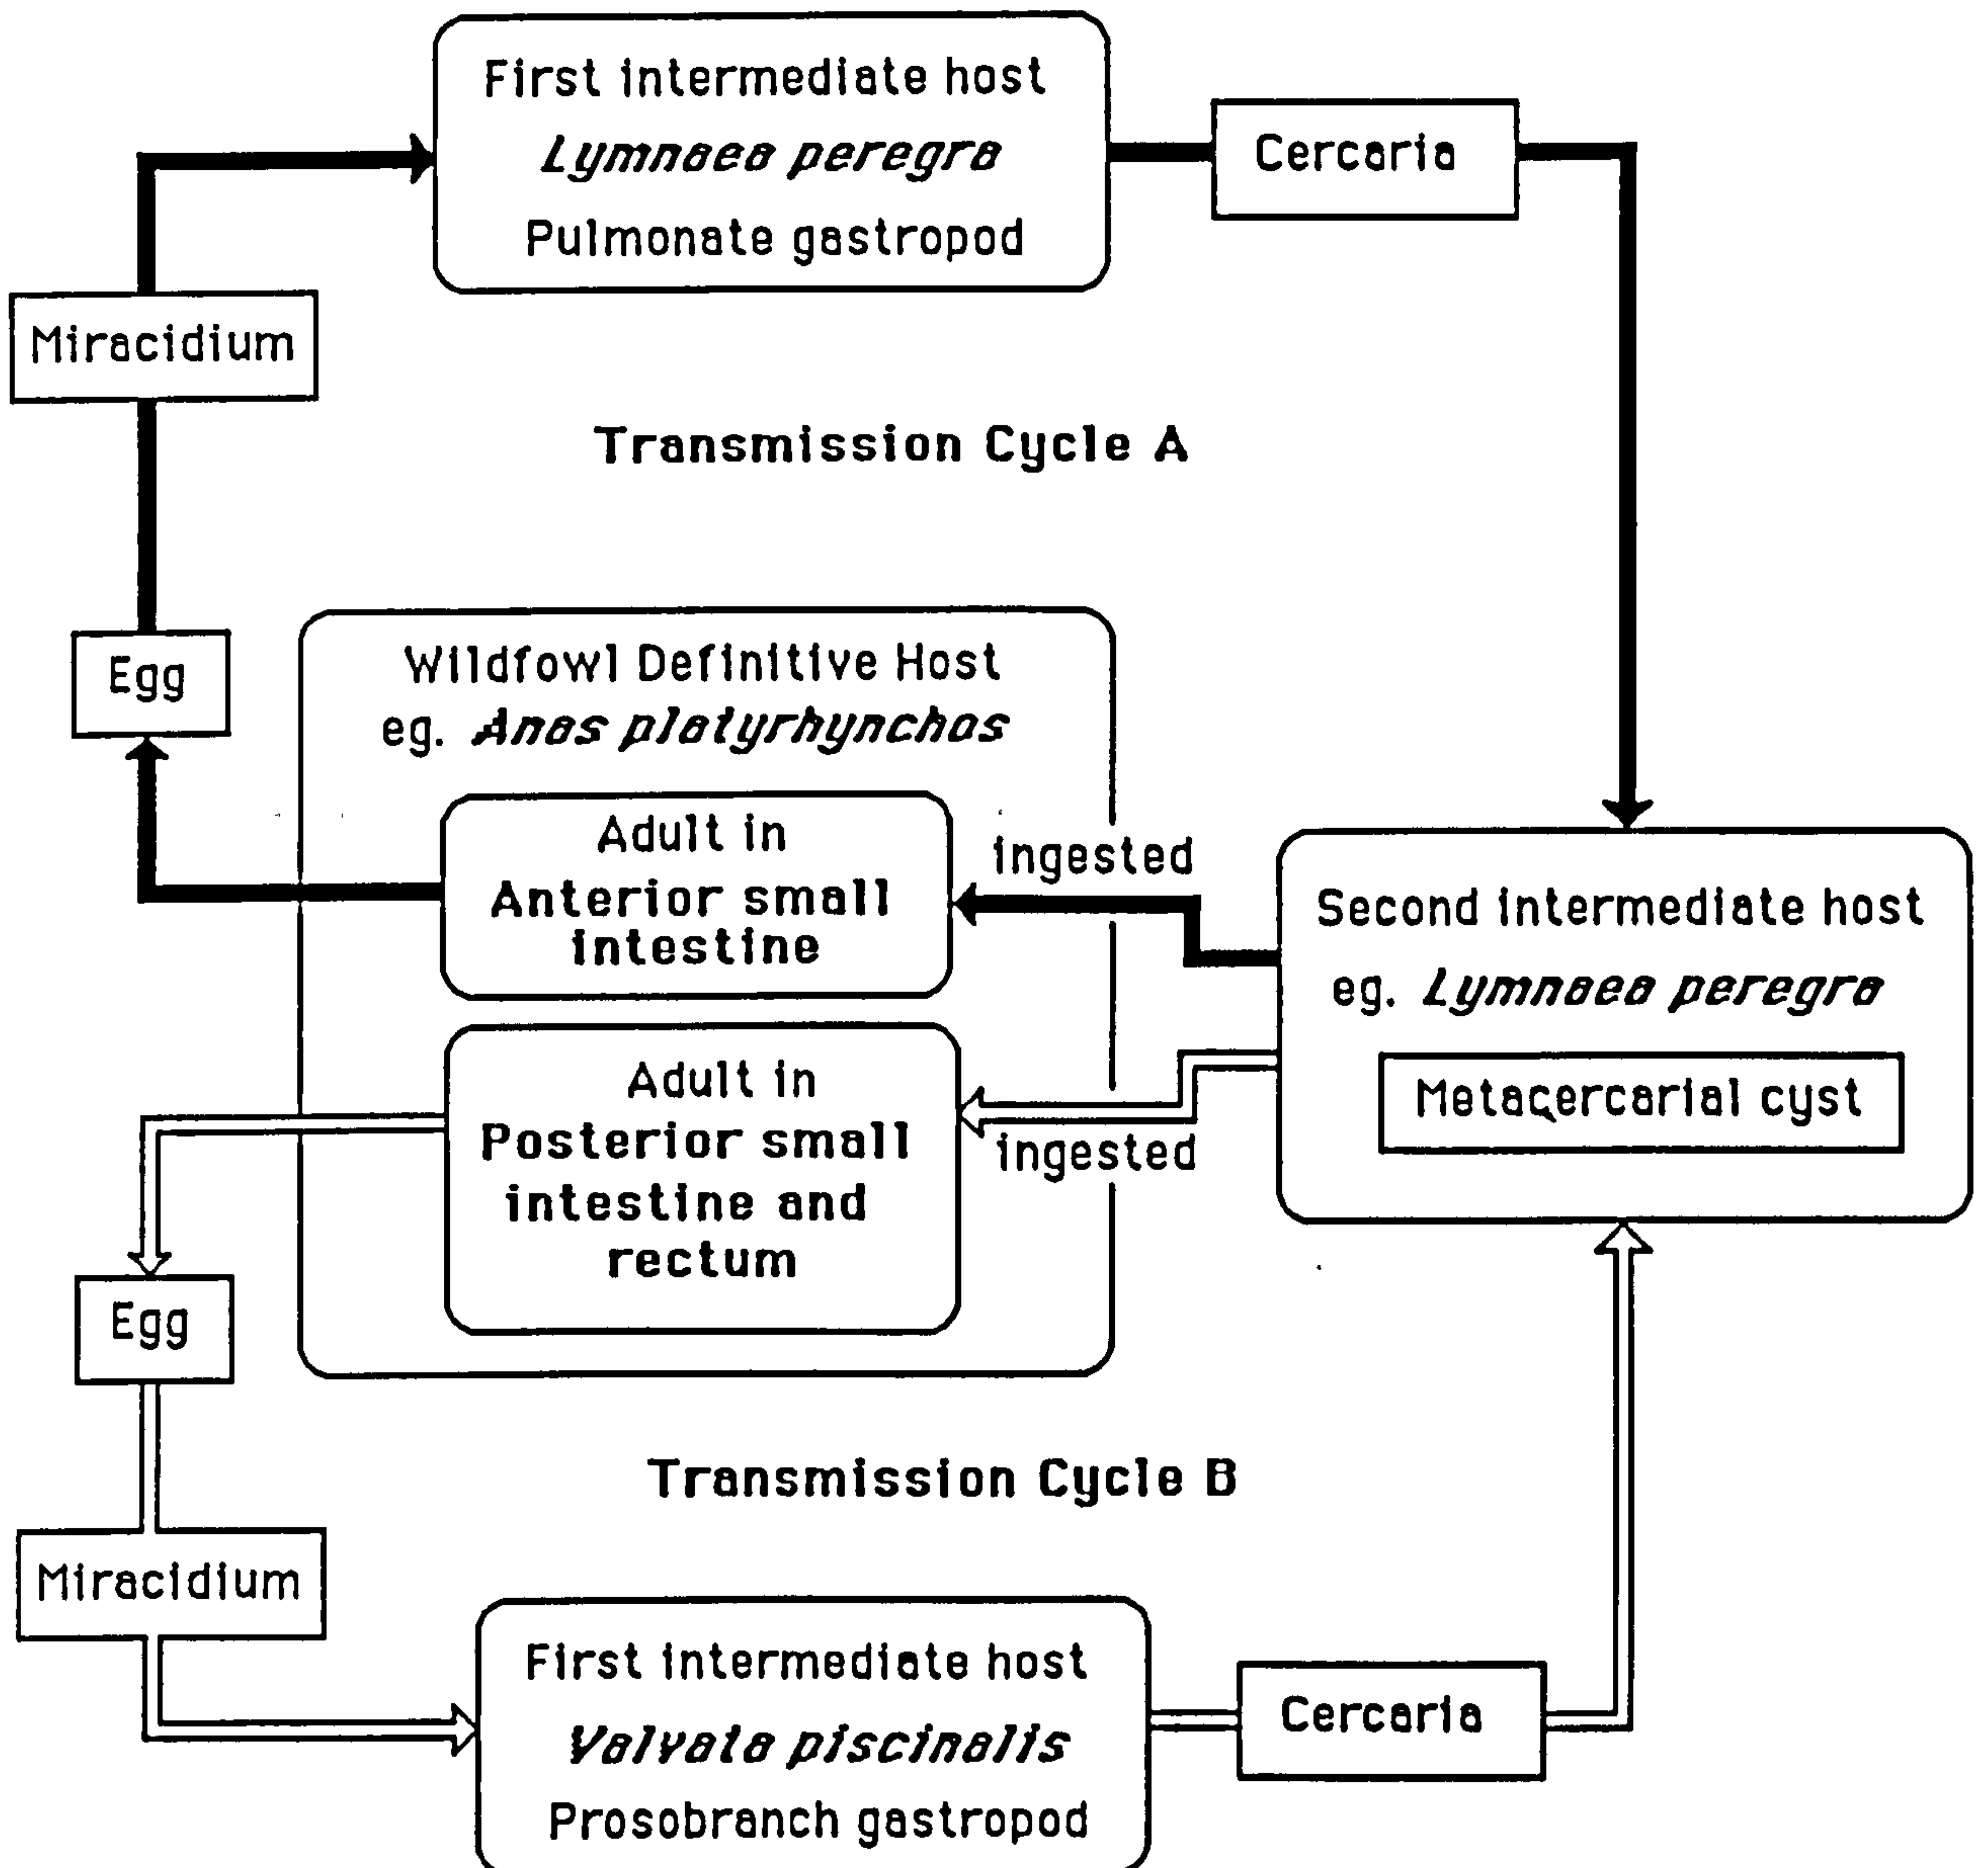 First intermediate host
Lymnaea peregra
Pulmonate gastropod
Cercaria
Miracidium
Transmission Cycle A
Egg
Wildfowl Definitive Host
eg. Anas platyrhynchos
Adult in
Anterior small
intestine
ingested
Second intermediate host
eg. Lymnaea peregra
Metacercarial cyst
Adult in
Posterior small
intestine and
rectum
ingested
Egg
Transmission Cycle B
Miracidium
First intermediate host
Valvata piscinalis
Prosobranch gastropod
Cercaria